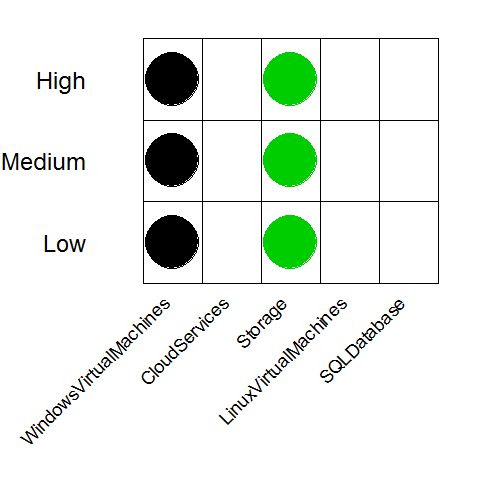 High
Medium
Low
WindowsVirtualMachines
CloudServices
Storage
LinuxVirtualMachines
SQLDatabase